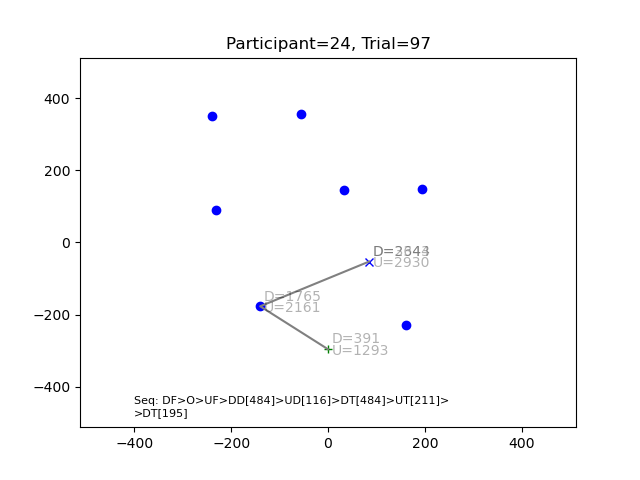 Participant=24, Trial=97
400
200
0
−200
−400
U=2930
D=1765
U=2161
D=391
U=1293
Seq: DF>O>UF>DD[484]>UD[116]>DT[484]>UT[211]>
>DT[195]
−400 −200 0 200 400